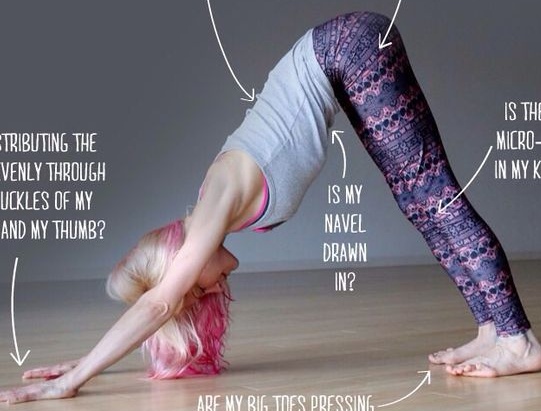 STRIBUTING THE
EVENLY THROUGH
UCKLES OF MY
AND MY THUMB?
IS MY
NAVEL
DRAWN
IN?
IS THE
MICRO-
IN MY K
ARE MY BIG TOES PRESSING